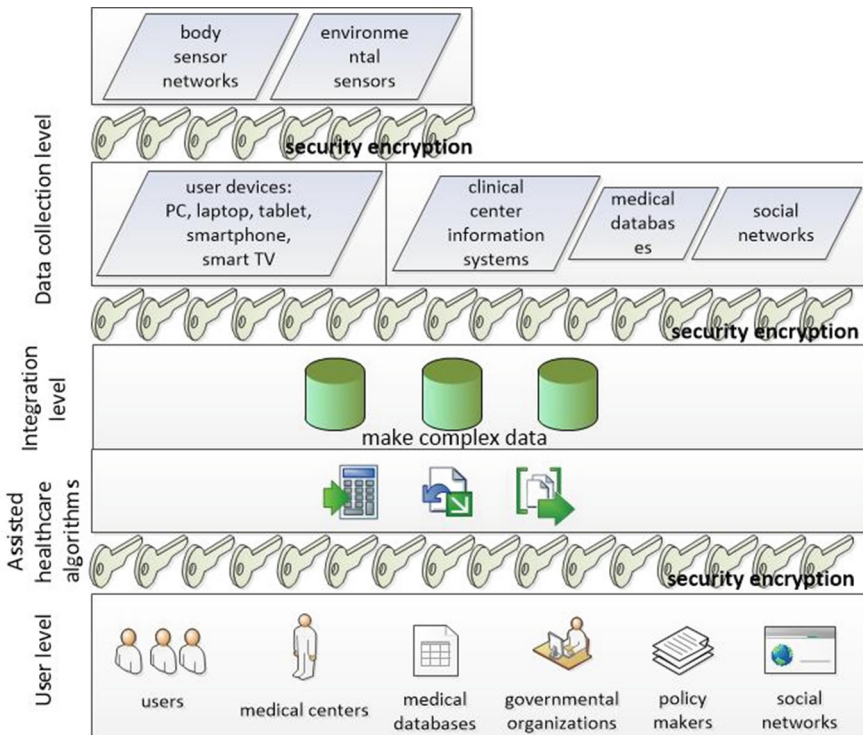 body
sensor
networks
environme
ntal
sensors
security encryption
Data collection level
user devices:
PC, laptop, tablet,
smartphone,
smart TV
clinical
center
information
systems
medical
databas
es
social
networks
security encryption
Integration
level
make complex data
Assisted
healthcare
algorithms
security encryption
User level
users
medical centers
medical
databases
governmental
organizations
policy
makers
social
networks